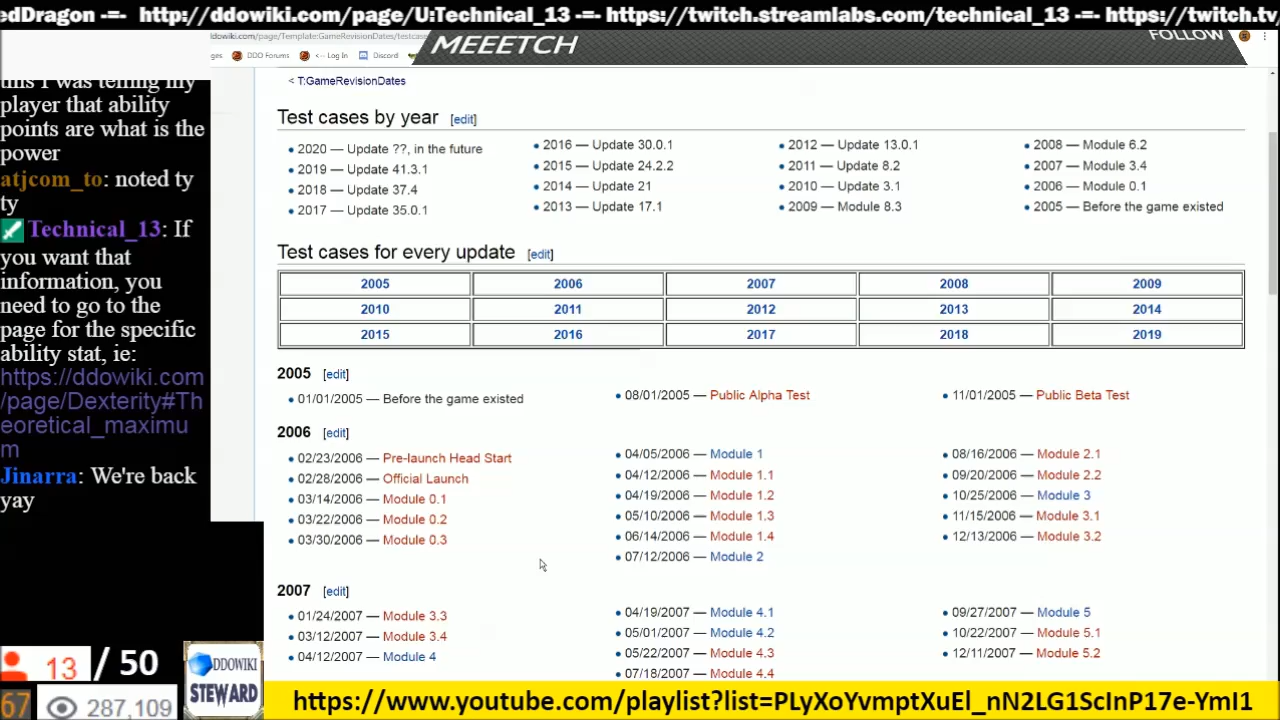 edDragon -=- http://ddowiki.com/page/U:Technical_13 -=- https://twitch.streamlabs.com/technical_13 -=- https://twitch.tv
ddowiki.com/page/Template:GameRevisionDates/testcase
MEEETCH
FOLLOW
ges DDO Forums <-- Log In Discord
this I was telling my
player that ability
points are what is the
power
atjcom_to: noted ty
ty
Technical_13: If
you want that
information, you
need to go to the
page for the specific
ability stat, ie:
https://ddowiki.com
/page/Dexterity#Th
eoretical_maximu
m
Jinarra: We're back
yay
< T:GameRevisionDates
Test cases by year [edit]
2020 — Update ??, in the future
2019 — Update 41.3.1
2018 — Update 37.4
2017 — Update 35.0.1
2016 — Update 30.0.1
2015 — Update 24.2.2
2014 — Update 21
2013 — Update 17.1
2012 — Update 13.0.1
2011 — Update 8.2
2010 — Update 3.1
2009 — Module 8.3
2008 — Module 6.2
2007 — Module 3.4
2006 — Module 0.1
2005 — Before the game existed
Test cases for every update [edit]
2005 2006 2007 2008 2009
2010 2011 2012 2013 2014
2015 2016 2017 2018 2019
2005 [edit]
01/01/2005 — Before the game existed
08/01/2005 — Public Alpha Test
11/01/2005 — Public Beta Test
2006 [edit]
02/23/2006 — Pre-launch Head Start
02/28/2006 — Official Launch
03/14/2006 — Module 0.1
03/22/2006 — Module 0.2
03/30/2006 — Module 0.3
04/05/2006 — Module 1
04/12/2006 — Module 1.1
04/19/2006 — Module 1.2
05/10/2006 — Module 1.3
06/14/2006 — Module 1.4
07/12/2006 — Module 2
08/16/2006 — Module 2.1
09/20/2006 — Module 2.2
10/25/2006 — Module 3
11/15/2006 — Module 3.1
12/13/2006 — Module 3.2
2007 [edit]
01/24/2007 — Module 3.3
03/12/2007 — Module 3.4
04/12/2007 — Module 4
04/19/2007 — Module 4.1
05/01/2007 — Module 4.2
05/22/2007 — Module 4.3
07/18/2007 — Module 4.4
09/27/2007 — Module 5
10/22/2007 — Module 5.1
12/11/2007 — Module 5.2
13 / 50
67
287,109
DDOWIKI
STEWARD
https://www.youtube.com/playlist?list=PLyXoYvmptXuEl_nN2LG1ScInP17e-YmI1